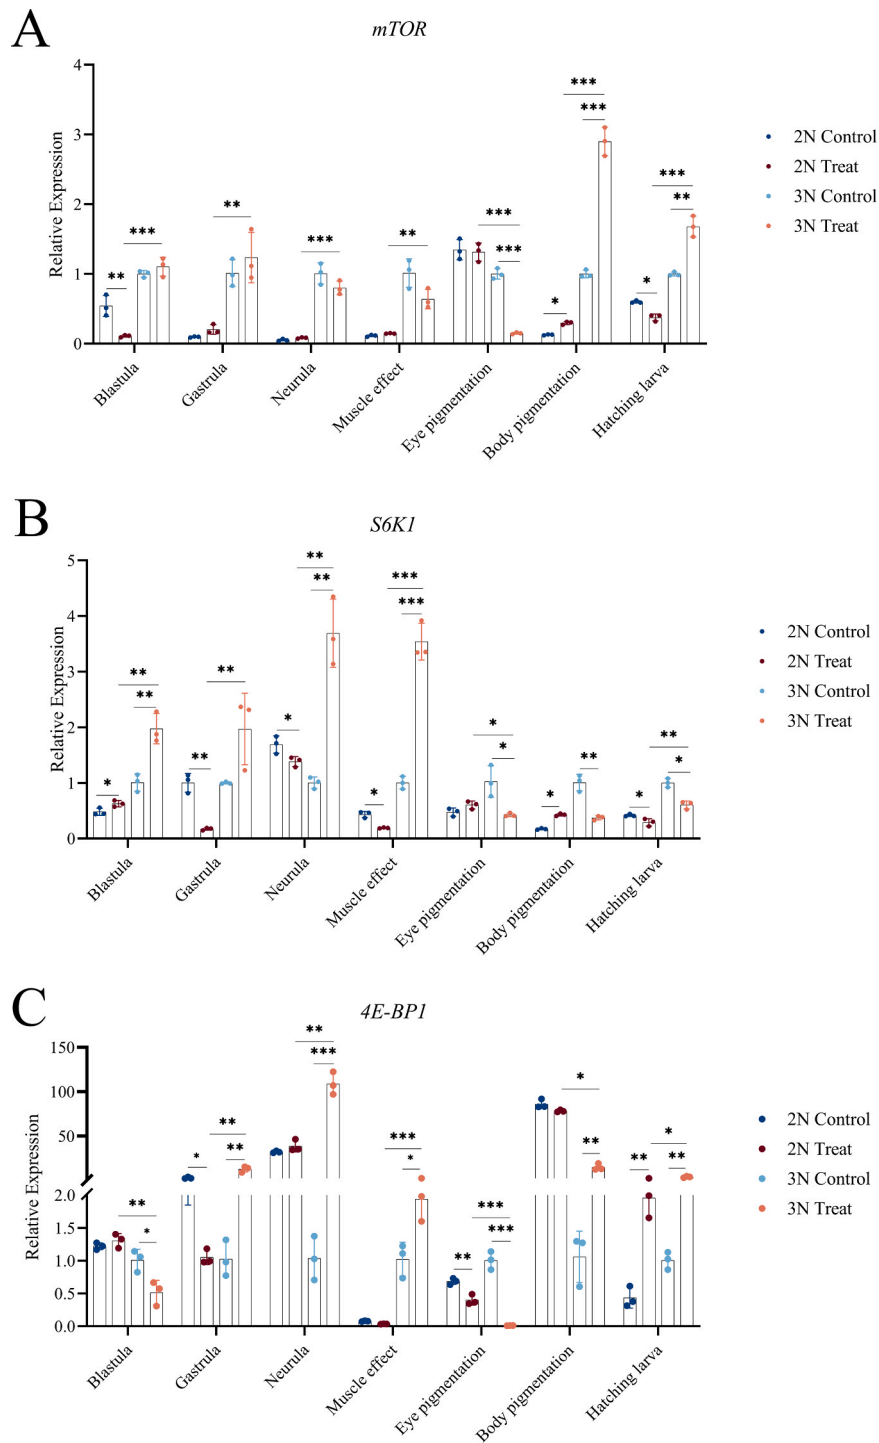 A
mTOR
Relative Expression
4
3
2
1
0
** *** ** *** ** *** *** * *** *** * *** **
Blastula
Gastrula
Neurula
Muscle effect
Eye pigmentation
Body pigmentation
Hatching larva
2N Control
2N Treat
3N Control
3N Treat
B
S6K1
Relative Expression
5
4
3
2
1
0
* ** ** ** ** * ** ** * *** *** * * * ** * ** *
Blastula
Gastrula
Neurula
Muscle effect
Eye pigmentation
Body pigmentation
Hatching larva
2N Control
2N Treat
3N Control
3N Treat
C
4E-BP1
Relative Expression
150
100
50
2.0
1.5
1.0
0.5
0.0
** * * ** ** ** *** *** * ** *** *** * ** ** * **
Blastula
Gastrula
Neurula
Muscle effect
Eye pigmentation
Body pigmentation
Hatching larva
2N Control
2N Treat
3N Control
3N Treat